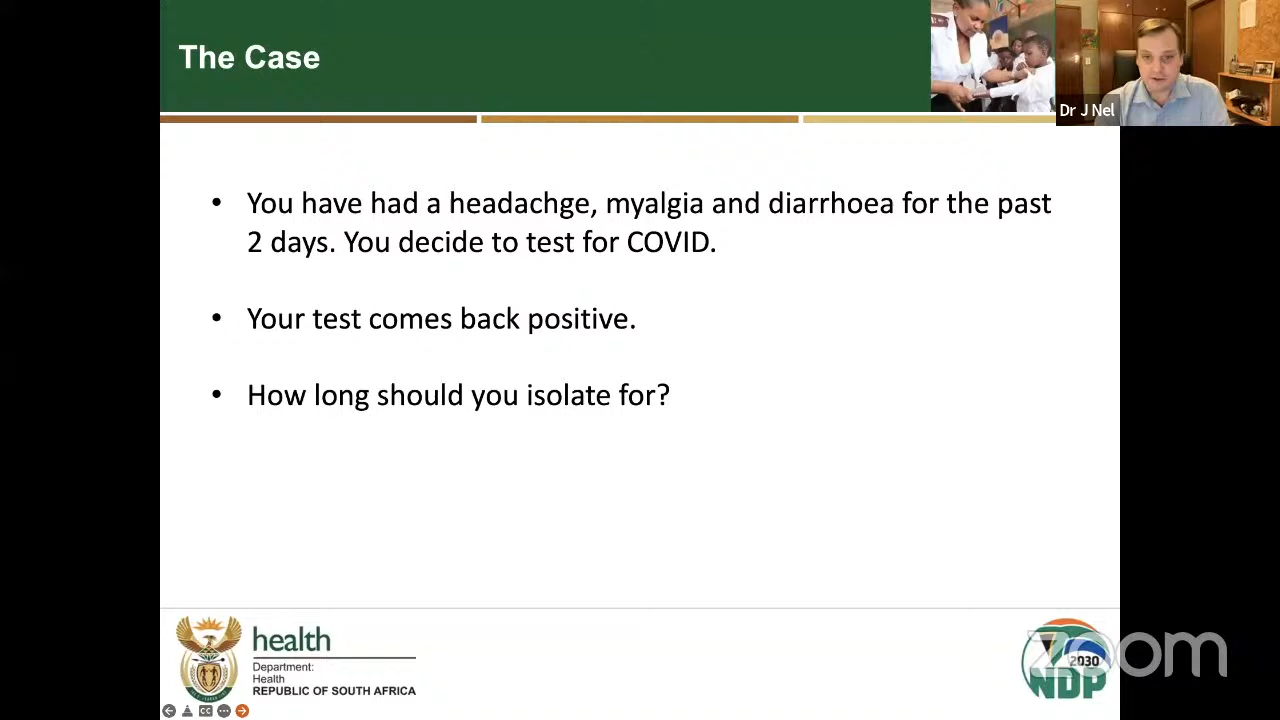 The Case
Dr J Nel
• You have had a headachge, myalgia and diarrhoea for the past
2 days. You decide to test for COVID.
• Your test comes back positive.
• How long should you isolate for?
health
Department:
Health
REPUBLIC OF SOUTH AFRICA
2030
NDP
zoom
CC